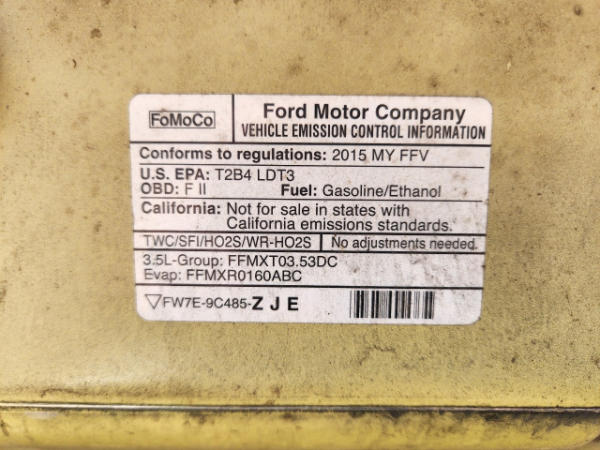 FoMoCo
Ford Motor Company
VEHICLE EMISSION CONTROL INFORMATION
Conforms to regulations: 2015 MY FFV
U.S. EPA: T2B4 LDT3
OBD: F II Fuel: Gasoline/Ethanol
California: Not for sale in states with
California emissions standards.
TWC/SFI/HO2S/WR-HO2S No adjustments needed.
3.5L-Group: FFMXT03.53DC
Evap: FFMXR0160ABC
▽FW7E-9C485-Z J E